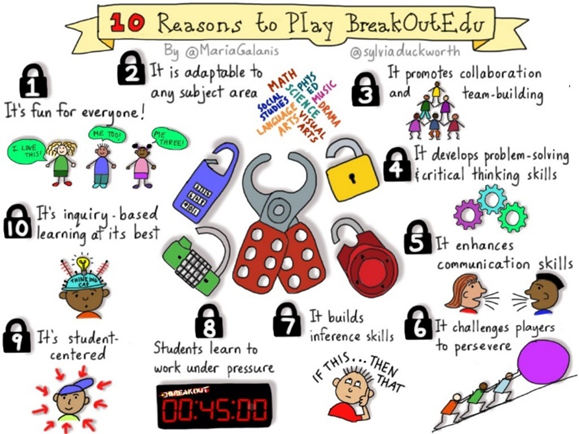 10 Reasons to Play BreakOutEdu
By @MariaGalanis
@sylviaduckworth
1
It's fun for everyone!
I LOVE THIS!
ME TOO!
ME THREE!
2
It is adaptable to
any subject area
MATH
PHYS ED
SOCIAL STUDIES
SCIENCE
MUSIC
LANGUAGE ARTS
VISUAL ARTS
DRAMA
3
It promotes collaboration
and team-building
4
It develops problem-solving
& critical thinking skills
5
It enhances
communication skills
6
It challenges players
to persevere
7
It builds
inference skills
IF THIS...THEN
THAT
8
Students learn to
work under pressure
BREAKOUT
00:45:00
9
It's student-
centered
10
It's inquiry-based
learning at its best
THINKING